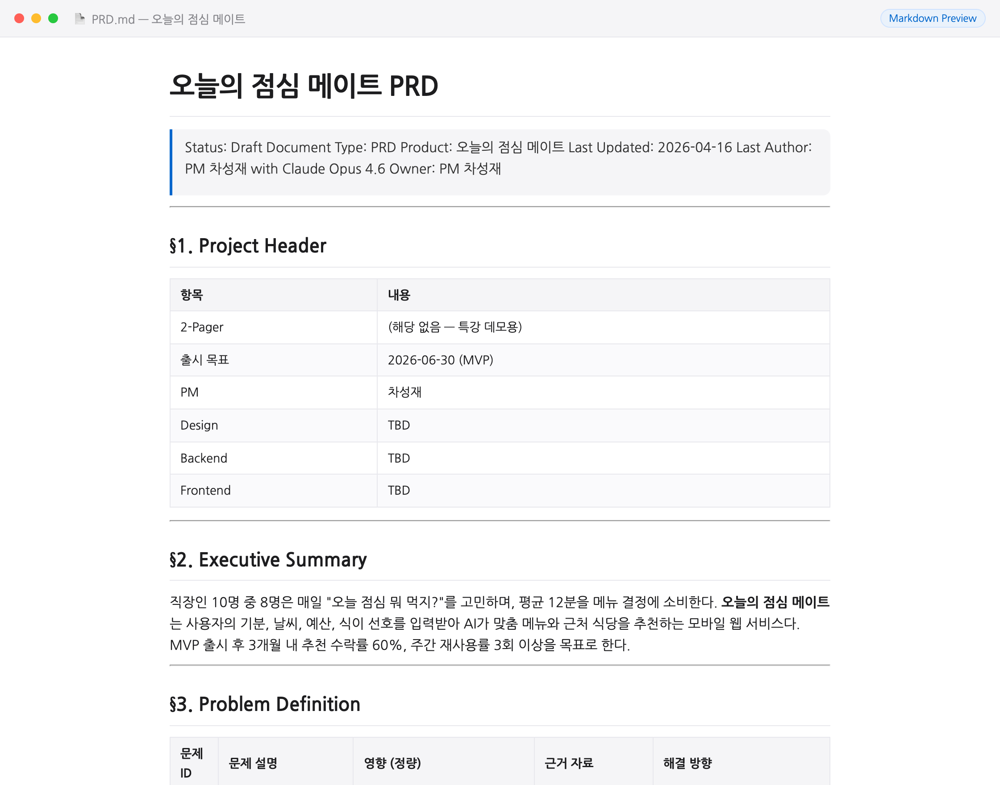 PRD.md — 오늘의 점심 메이트
Markdown Preview
오늘의 점심 메이트 PRD
Status: Draft Document Type: PRD Product: 오늘의 점심 메이트 Last Updated: 2026-04-16 Last Author:
PM 차성재 with Claude Opus 4.6 Owner: PM 차성재
§1. Project Header
항목 내용
2-Pager (해당 없음 — 특강 데모용)
출시 목표 2026-06-30 (MVP)
PM 차성재
Design TBD
Backend TBD
Frontend TBD
§2. Executive Summary
직장인 10명 중 8명은 매일 "오늘 점심 뭐 먹지?"를 고민하며, 평균 12분을 메뉴 결정에 소비한다. 오늘의 점심 메이트
는 사용자의 기분, 날씨, 예산, 식이 선호를 입력받아 AI가 맞춤 메뉴와 근처 식당을 추천하는 모바일 웹 서비스다.
MVP 출시 후 3개월 내 추천 수락률 60%, 주간 재사용률 3회 이상을 목표로 한다.
§3. Problem Definition
문제 ID 문제 설명 영향 (정량) 근거 자료 해결 방향